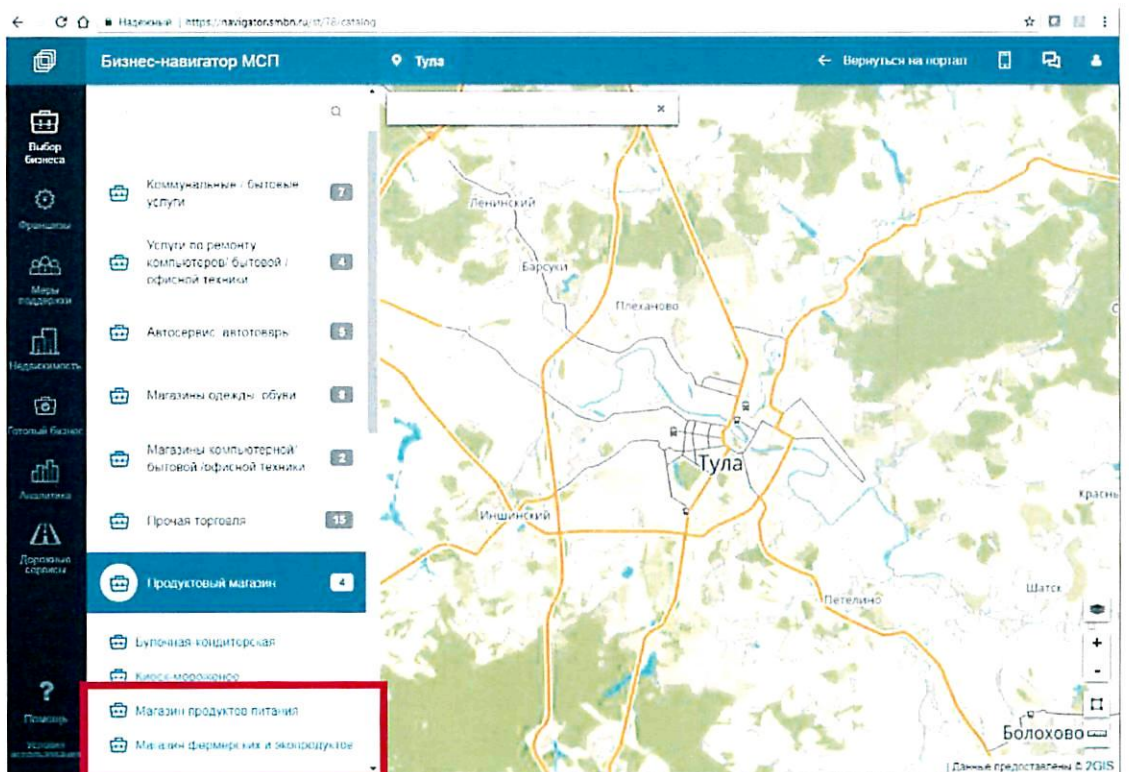 Надежный | https://navigator.smbn.ru/st/78/catalog
Бизнес-навигатор МСП
Тула
Вернуться на портал
Выбор
бизнеса
Франшизы
Меры
поддержки
Недвижимость
Готовый бизнес
Аналитика
Дорожные
сервисы
?
Помощь
Условия
использования
Коммунальные / бытовые
услуги
7
Услуги по ремонту
компьютеров/ бытовой /
офисной техники
4
Автосервис, автотовары
5
Магазины одежды, обуви
8
Магазины компьютерной/
бытовой /офисной техники
2
Прочая торговля
15
Продуктовый магазин
4
Булочная-кондитерская
Киоск-мороженое
Магазин продуктов питания
Магазин фермерских и экопродуктов
Ленинский
Барсуки
Плеханово
Тула
Иншинский
Красны
Шатск
Петелино
Болохово
+
-
Данные предоставлены © 2GIS